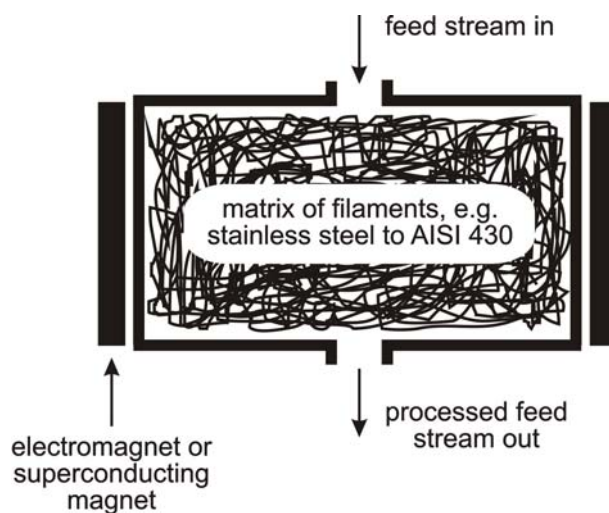 feed stream in
matrix of filaments, e.g.
stainless steel to AISI 430
processed feed
stream out
electromagnet or
superconducting
magnet